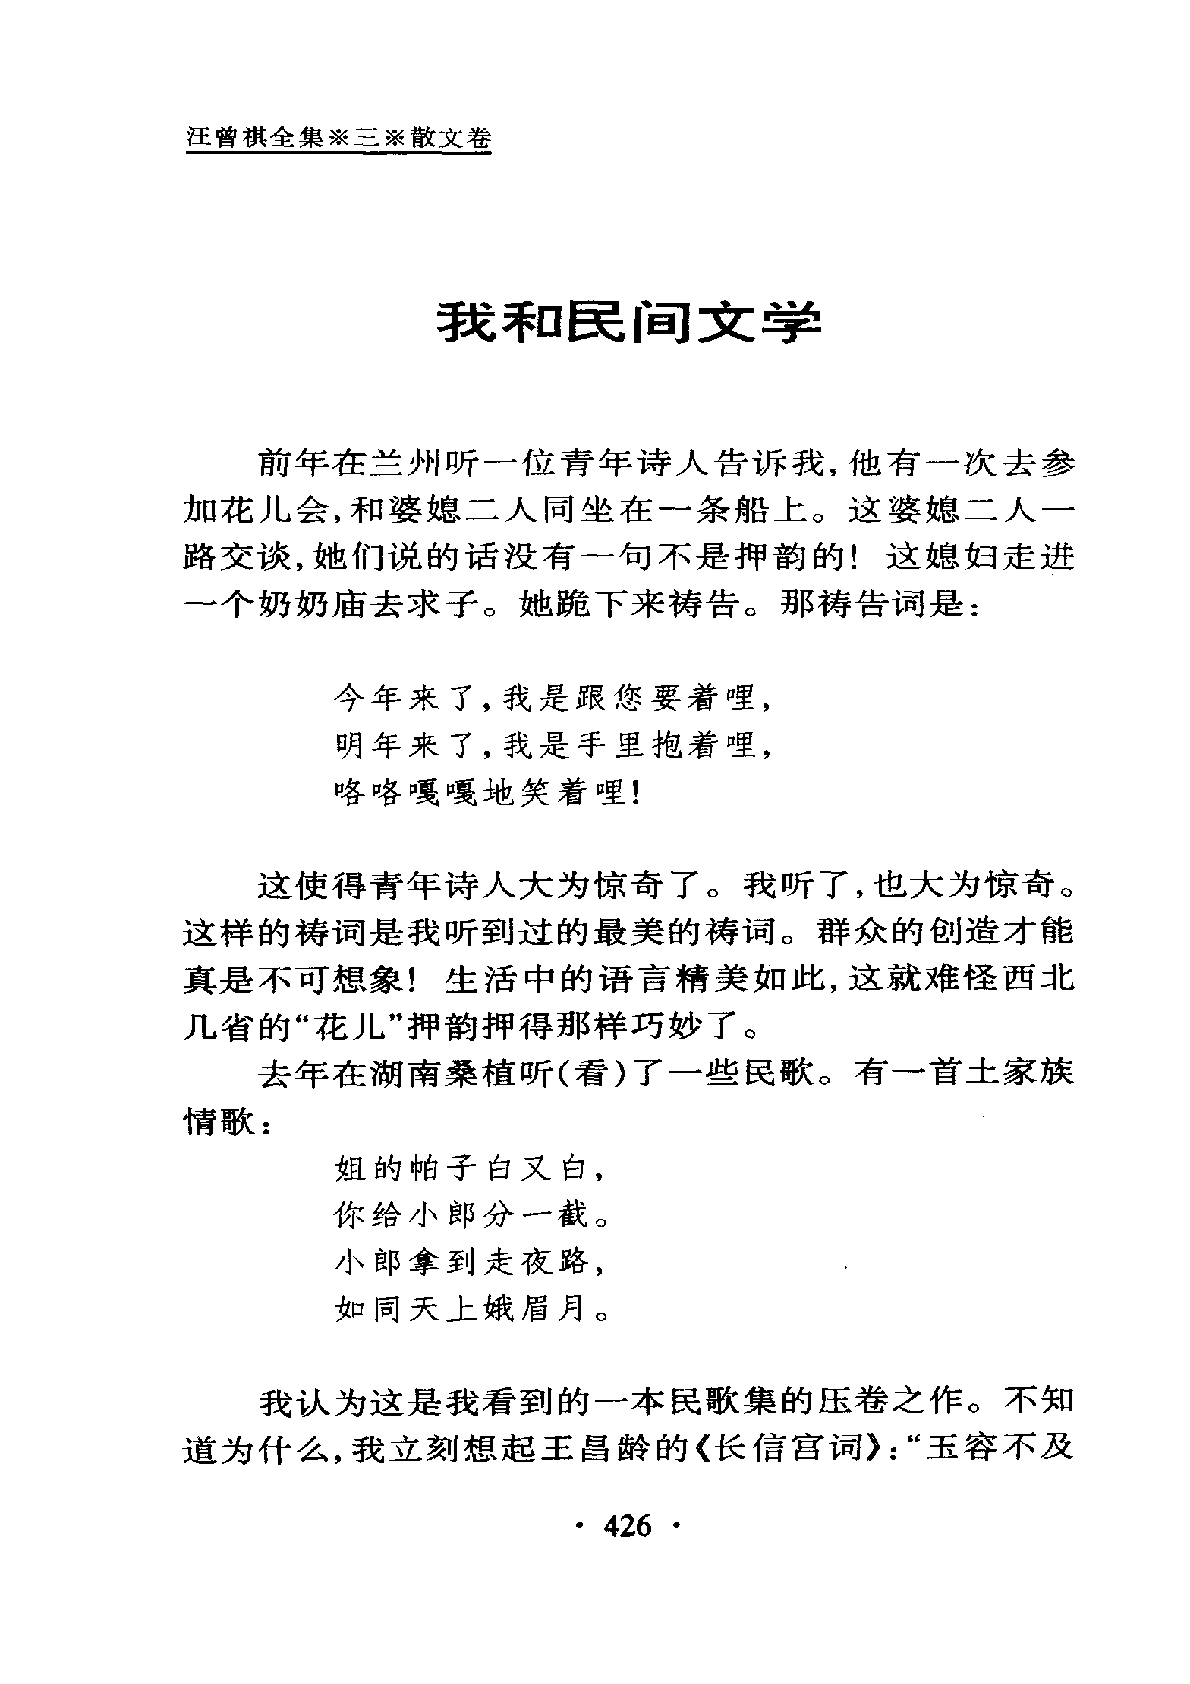 汪曾祺全集※三※散文卷
我和民间文学
前年在兰州听一位青年诗人告诉我,他有一次去参
加花儿会,和婆媳二人同坐在一条船上。这婆媳二人一
路交谈,她们说的话没有一句不是押韵的!这媳妇走进
一个奶奶庙去求子。她跪下来祷告。那祷告词是:
今年来了,我是跟您要着哩,
明年来了,我是手里抱着哩,
咯咯嘎嘎地笑着哩!
这使得青年诗人大为惊奇了。我听了,也大为惊奇。
这样的祷词是我听到过的最美的祷词。群众的创造才能
真是不可想象!生活中的语言精美如此,这就难怪西北
几省的“花儿”押韵押得那样巧妙了。
去年在湖南桑植听(看)了一些民歌。有一首土家族
情歌:
姐的帕子白又白,
你给小郎分一截。
小郎拿到走夜路,
如同天上娥眉月。
我认为这是我看到的一本民歌集的压卷之作。不知
道为什么,我立刻想起王昌龄的《长信宫词》:“玉容不及
· 426 ·